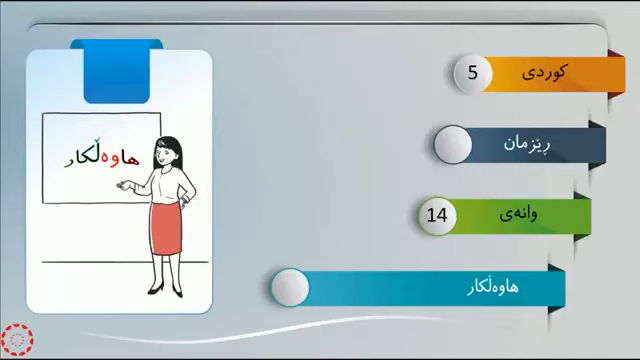 کوردی 5
ڕێزمان
وانەی 14
هاوەڵکار
هاوەڵکار